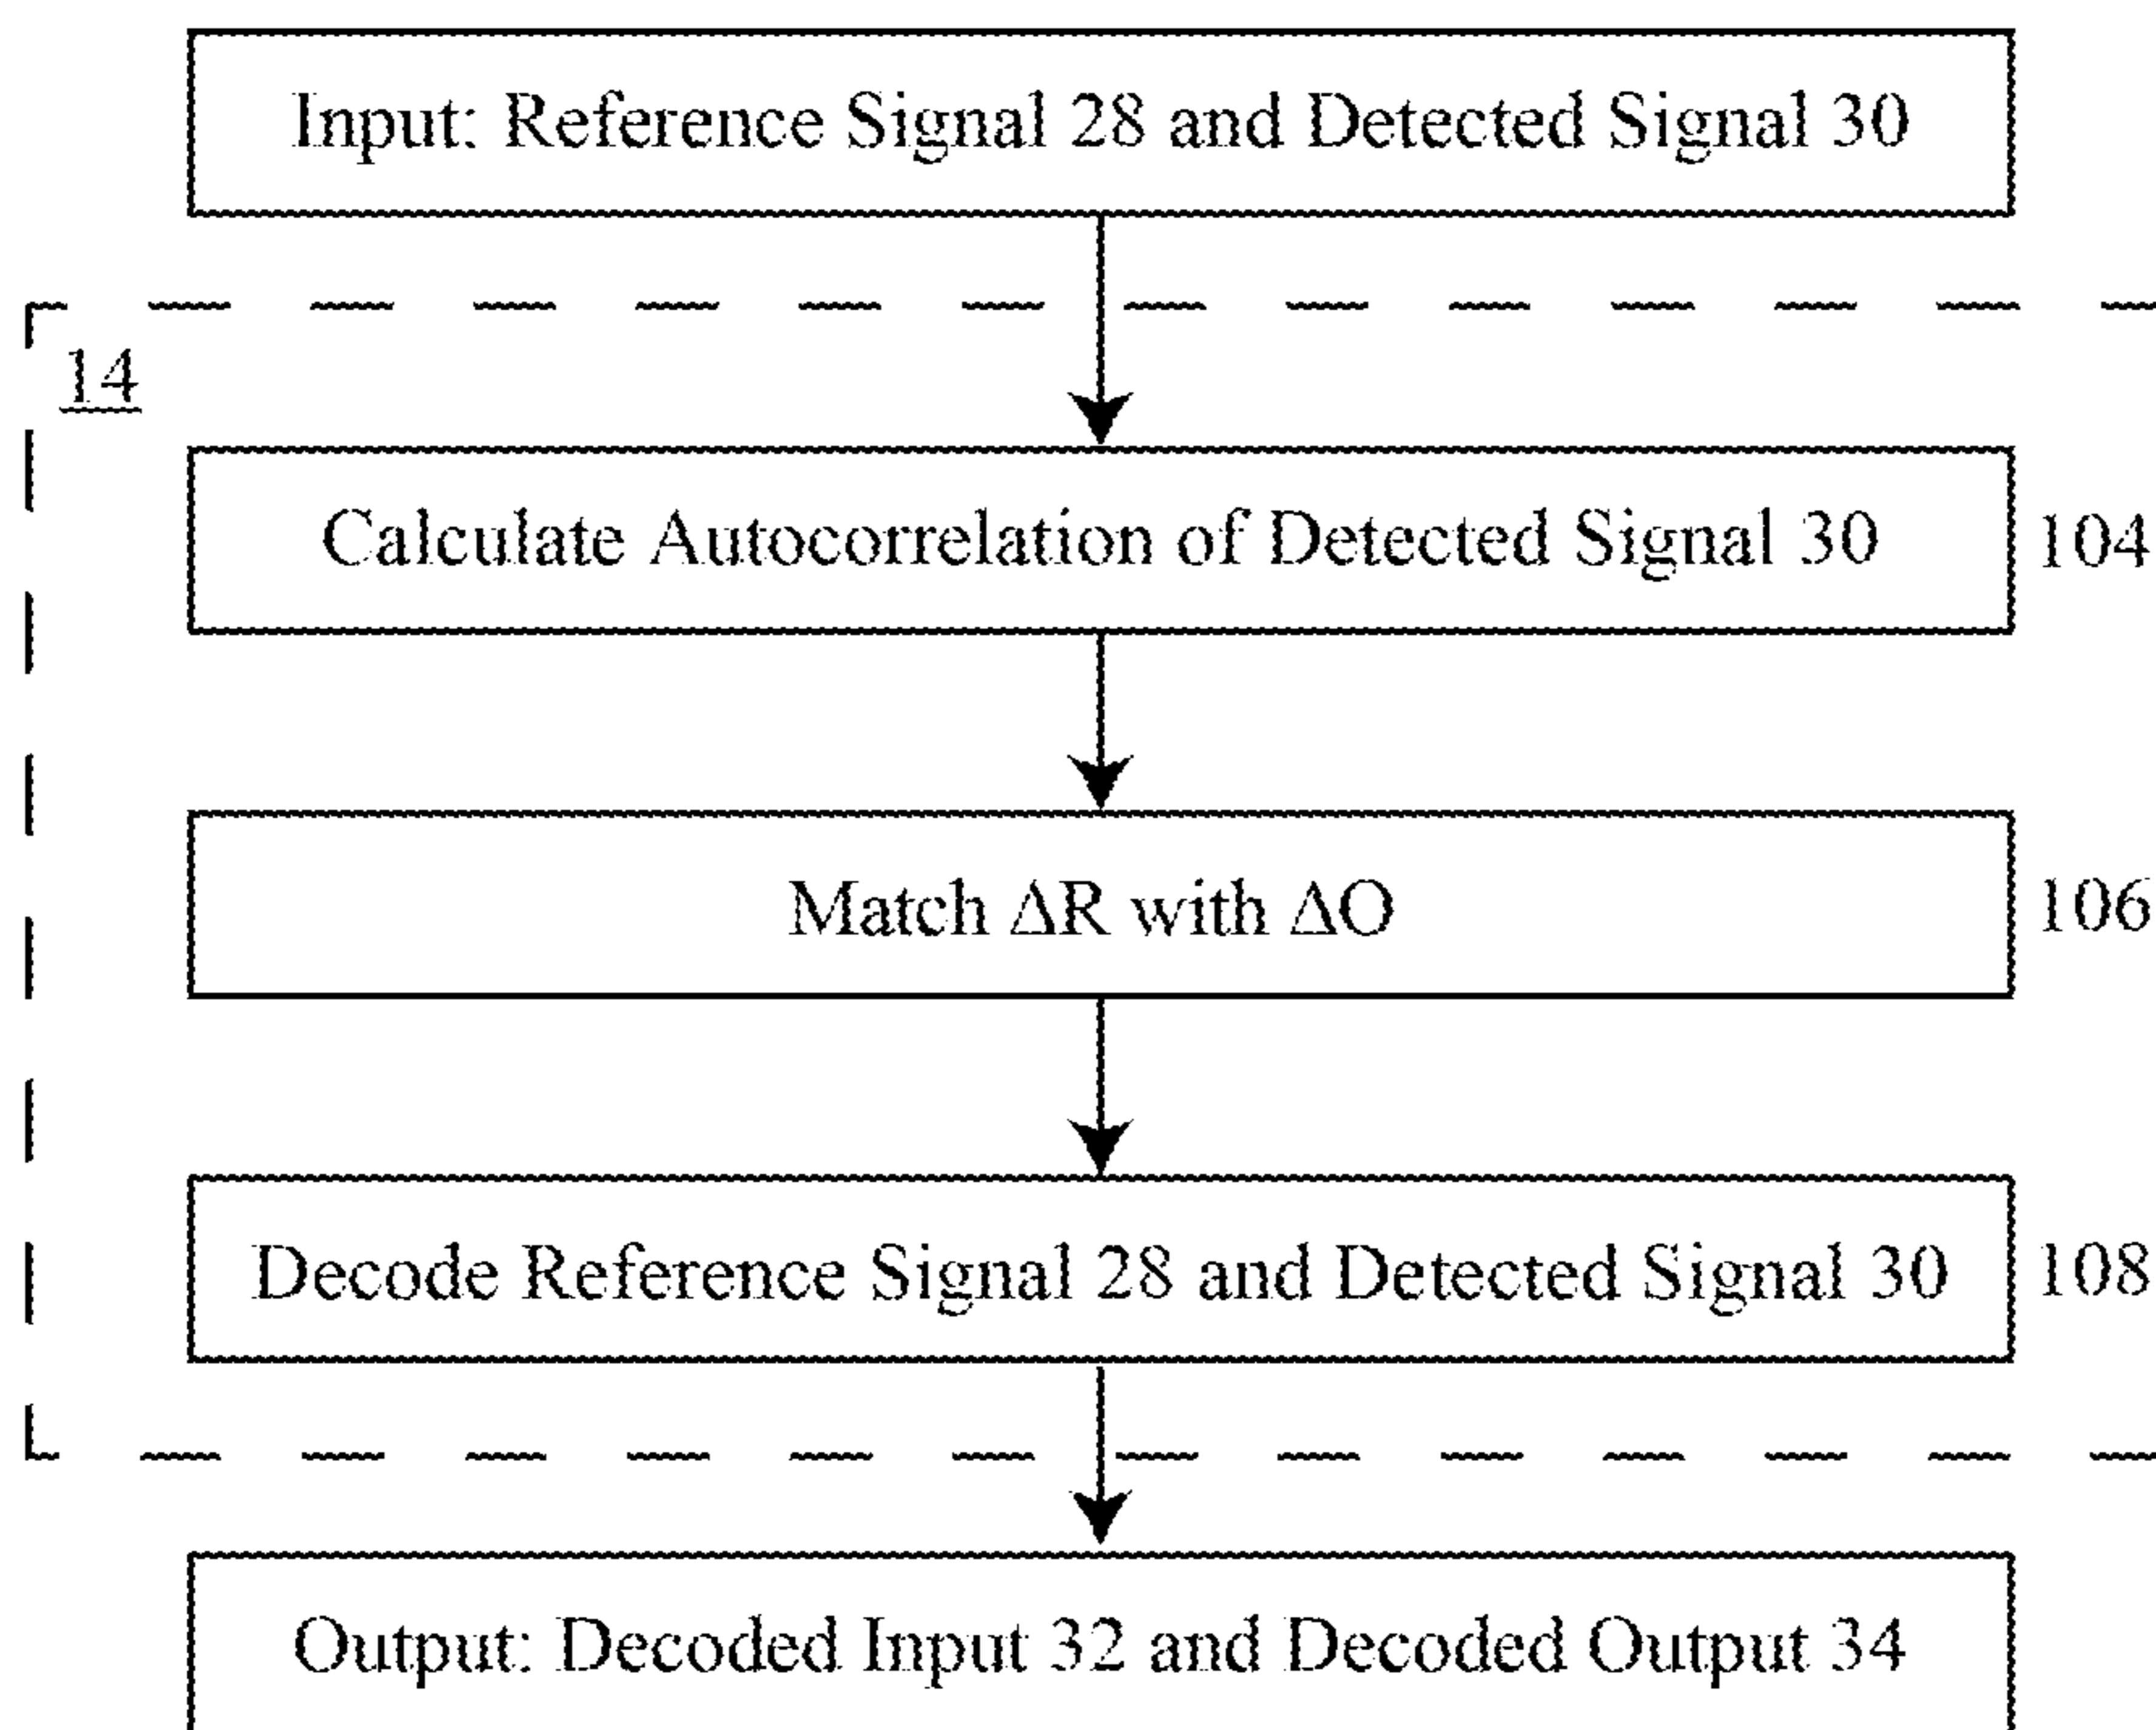 Input: Reference Signal 28 and Detected Signal 30
14
Calculate Autocorrelation of Detected Signal 30
104
Match ΔR with ΔO
106
Decode Reference Signal 28 and Detected Signal 30
108
Output: Decoded Input 32 and Decoded Output 34